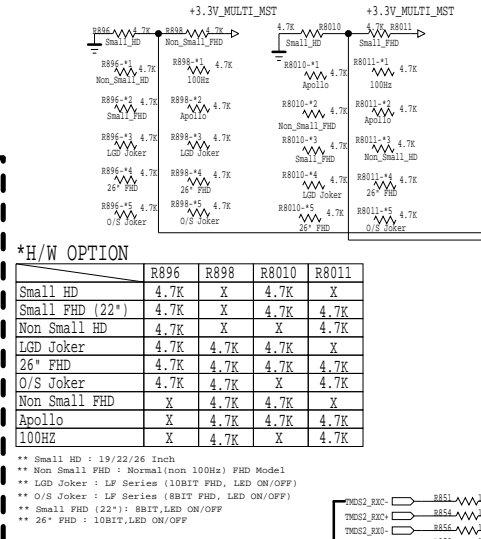 +3.3V_MULTI_MST +3.3V_MULTI_MST
R896 4.7K R898 4.7K 4.7K R8010 4.7K R8011
Small_HD Non_Small_FHD Small_HD Small_FHD
R896-*1 4.7K R898-*1 4.7K R8010-*1 4.7K R8011-*1 4.7K
Non_Small_HD 100Hz Apollo 100Hz
R896-*2 4.7K R898-*2 4.7K R8010-*2 4.7K R8011-*2 4.7K
Small_FHD Apollo Non_Small_FHD Apollo
R896-*3 4.7K R898-*3 4.7K R8010-*3 4.7K R8011-*3 4.7K
LGD Joker LGD Joker Small_FHD Non_Small_HD
R896-*4 4.7K R898-*4 4.7K R8010-*4 4.7K R8011-*4 4.7K
26" FHD 26" FHD LGD Joker 26" FHD
R896-*5 4.7K R898-*5 4.7K R8010-*5 4.7K R8011-*5 4.7K
O/S Joker O/S Joker 26" FHD O/S Joker
*H/W OPTION
R896 R898 R8010 R8011
Small HD 4.7K X 4.7K X
Small FHD (22") 4.7K X 4.7K 4.7K
Non Small HD 4.7K X X 4.7K
LGD Joker 4.7K 4.7K 4.7K X
26" FHD 4.7K 4.7K 4.7K 4.7K
O/S Joker 4.7K 4.7K X 4.7K
Non Small FHD X 4.7K 4.7K X
Apollo X 4.7K 4.7K 4.7K
100HZ X 4.7K X 4.7K
** Small HD : 19/22/26 Inch
** Non Small FHD : Normal(non 100Hz) FHD Model
** LGD Joker : LF Series (10BIT FHD, LED ON/OFF)
** O/S Joker : LF Series (8BIT FHD, LED ON/OFF)
** Small FHD (22"): 8BIT,LED ON/OFF
** 26" FHD : 10BIT,LED ON/OFF
TMDS2_RXC- R851
TMDS2_RXC+ R854
TMDS2_RX0- R856